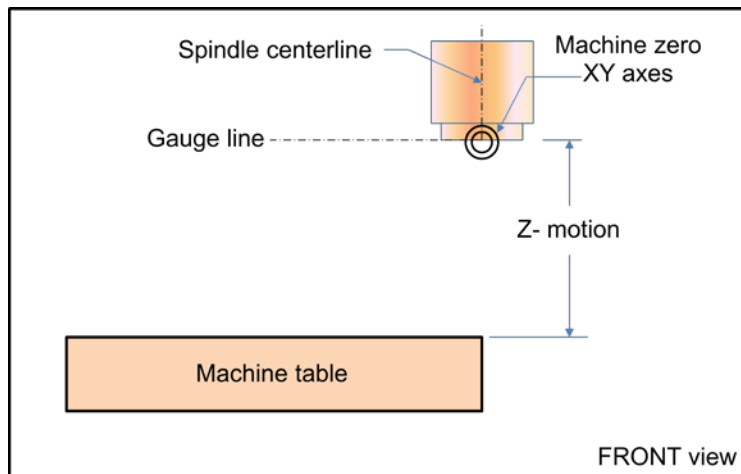 Spindle centerline
Machine zero
XY axes
Gauge line
Z- motion
Machine table
FRONT view